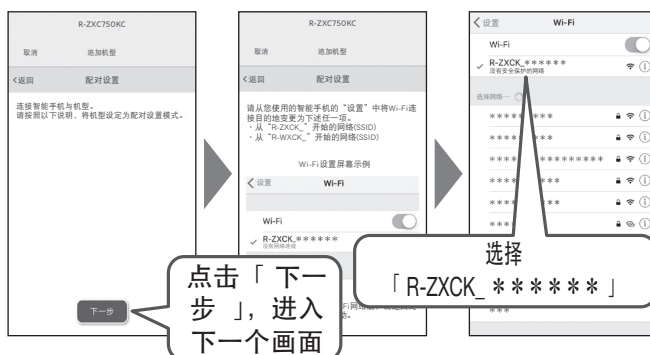 R-ZXC750KC
取消 追加机型
<返回 配对设置
连接智能手机与机型。
请按照以下说明，将机型设定为配对设置模式。
下一步
点击「 下一
步 」，进入
下一个画面
R-ZXC750KC
取消 追加机型
<返回 配对设置
请从您使用的智能手机的“设置”中将Wi-Fi连
接目的地变更为下述任一项。
・从“R-ZXCK_”开始的网络(SSID)
・从“R-WXCK_”开始的网络(SSID)
Wi-Fi设置屏幕示例
<设置 Wi-Fi
Wi-Fi
✓ R-ZXCK_******
没有网络连成
<设置 Wi-Fi
Wi-Fi
✓ R-ZXCK_******
没有安全保护的网络
选择网络…
选择
「 R-ZXCK_ ****** 」